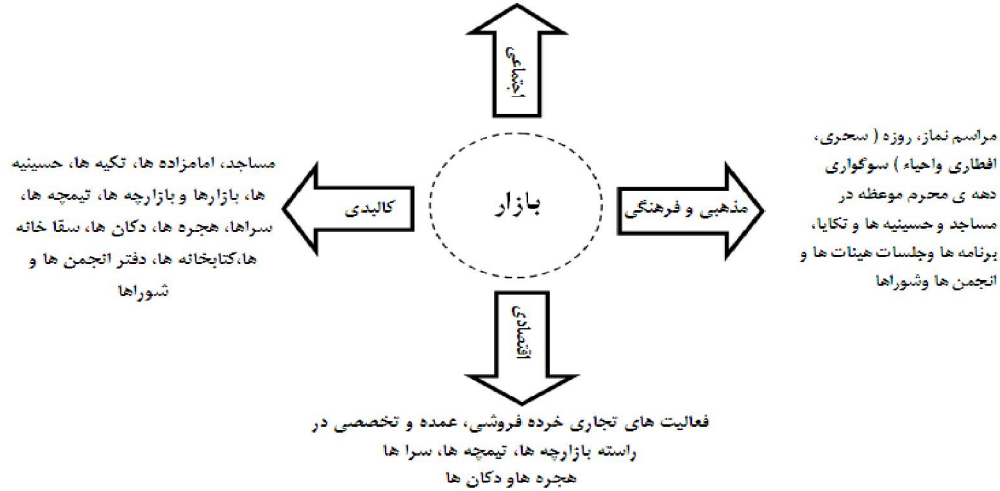 اجتماعی
مراسم نماز، روزه ( سحری،
افطاری واحیاء ) سوگواری
دهه ی محرم موعظه در
مساجد و حسینیه ها و تکایا،
برنامه ها وجلسات هیئات ها و
انجمن ها وشوراها
مذهبی و فرهنگی
بازار
کالبدی
مساجد، امامزاده ها، تکیه ها، حسینیه
ها، بازارها و بازارچه ها، تیمچه ها،
سراها، هجره ها، دکان ها، سقا خانه
ها،کتابخانه ها، دفتر انجمن ها و
شوراها
اقتصادی
فعالیت های تجاری خرده فروشی، عمده و تخصصی در
راسته بازارچه ها، تیمچه ها، سرا ها
هجره هاو دکان ها